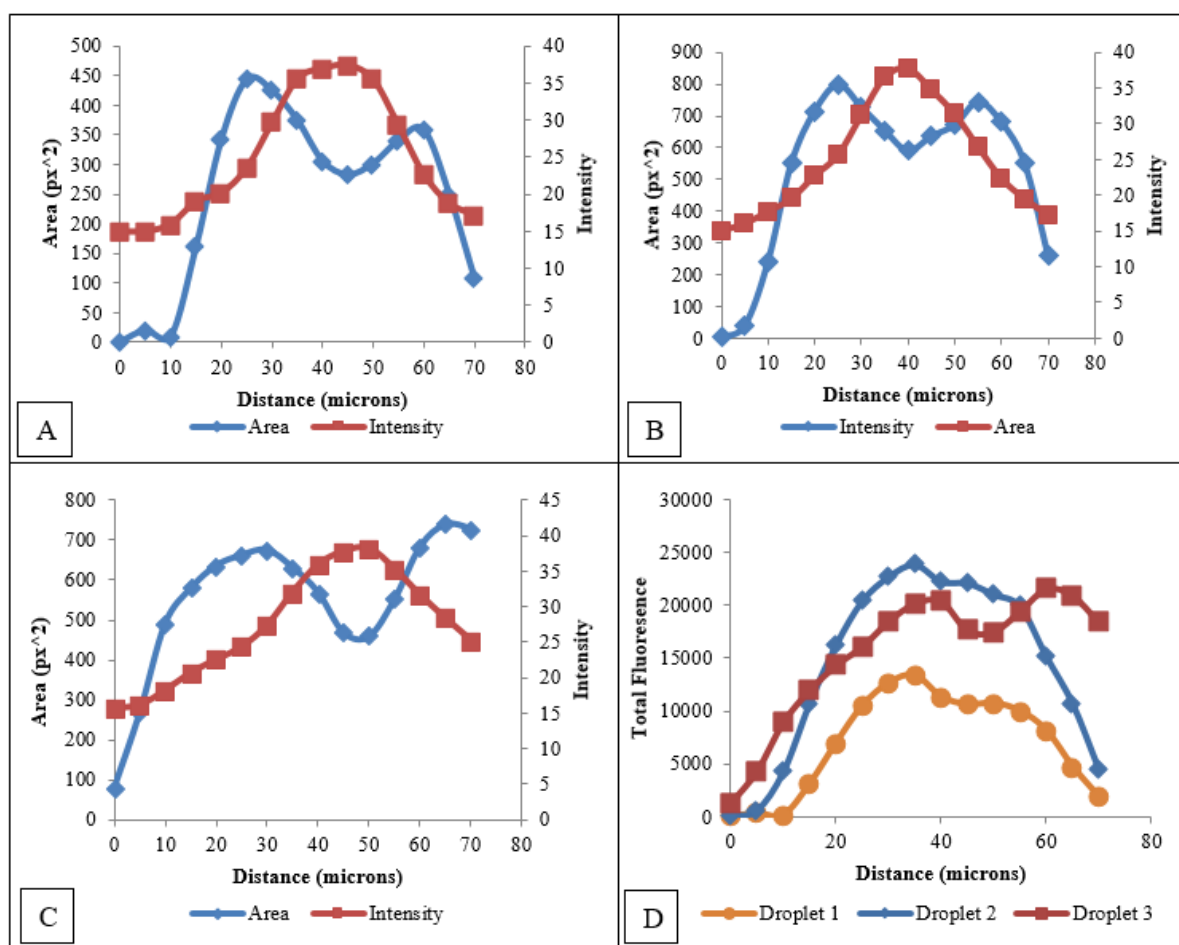 500
450
400
350
300
250
200
150
100
50
0
Area (px^2)
40
35
30
25
20
15
10
5
0
Intensity
0 10 20 30 40 50 60 70 80
Distance (microns)
A
Area Intensity
900
800
700
600
500
400
300
200
100
0
Area (px^2)
40
35
30
25
20
15
10
5
0
Intensity
0 10 20 30 40 50 60 70 80
Distance (microns)
B
Intensity Area
800
700
600
500
400
300
200
100
0
Area (px^2)
45
40
35
30
25
20
15
10
5
0
Intensity
0 10 20 30 40 50 60 70 80
Distance (microns)
C
Area Intensity
30000
25000
20000
15000
10000
5000
0
Total Fluorescence
0 20 40 60 80
Distance (microns)
D
Droplet 1 Droplet 2 Droplet 3